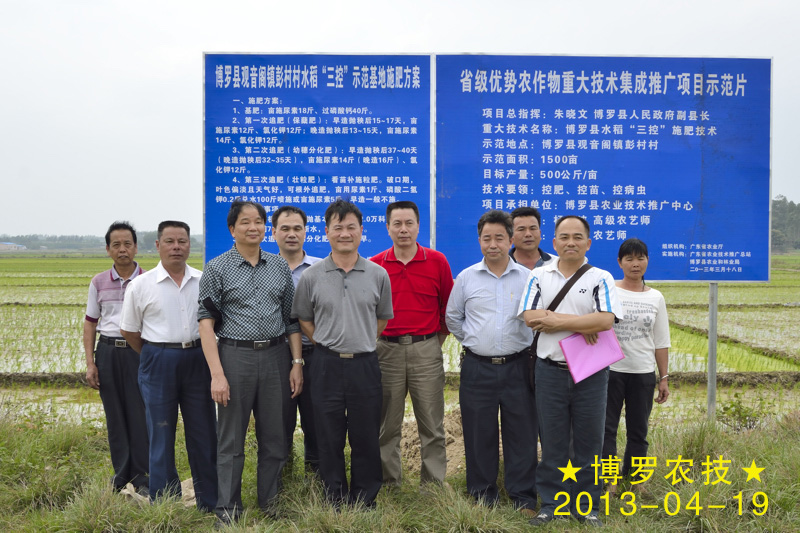 博罗县观音阁镇彭村村水稻“三控”示范基地施肥方案
一、施肥方案：
1、基肥：亩施尿素18斤、过磷酸钙40斤。
2、第一次追肥（保蘖肥）：早造抛秧后15~17天，亩
施尿素12斤、氯化钾12斤；晚造抛秧后13~15天，亩施尿素
14斤、氯化钾12斤。
3、第二次追肥（幼穗分化肥）：早造抛秧后37~40天
（晚造抛秧后32~35天），亩施尿素14斤（晚造16斤）、氯
化钾14斤。
4、第三次追肥（壮粒肥）：看苗补施粒肥。破口期，
叶色偏淡且天气好，可根外追肥，亩用尿素1斤、磷酸二氢
钾0.2斤兑水100斤喷施或亩施尿素5斤。早造一般不施。
省级优势农作物重大技术集成推广项目示范片
项目总指挥：朱晓文 博罗县人民政府副县长
重大技术名称：博罗县水稻“三控”施肥技术
示范地点：博罗县观音阁镇彭村村
示范面积：1500亩
目标产量：500公斤/亩
技术要领：控肥、控苗、控病虫
项目承担单位：博罗县农业技术推广中心
高级农艺师
农艺师
组织机构：广东省农业厅
实施机构：广东省农业技术推广总站
博罗县农业和林业局
二0一三年三月十八日
★博罗农技★
2013-04-19